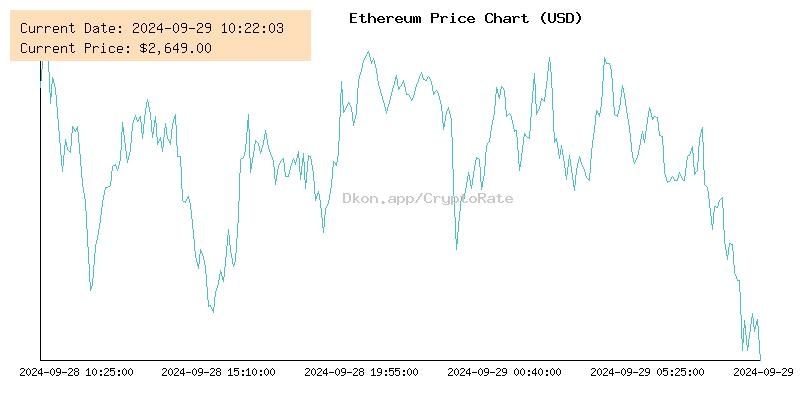 Ethereum Price Chart (USD)
Current Date: 2024-09-29 10:22:03
Current Price: $2,649.00
Dkon.app/CryptoRate
2024-09-28 10:25:00 2024-09-28 15:10:00 2024-09-28 19:55:00 2024-09-29 00:40:00 2024-09-29 05:25:00 2024-09-29